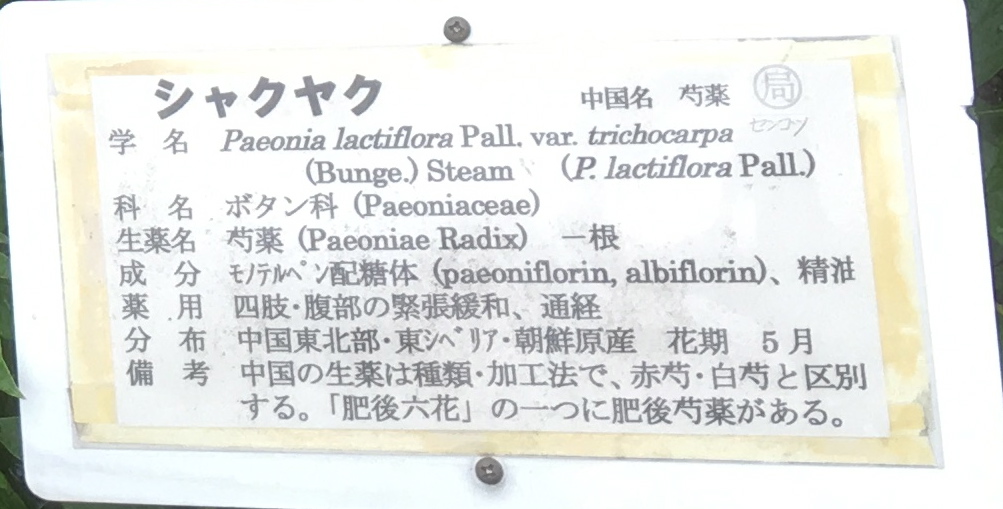 シャクヤク 中国名 芍薬 局
センコツ
学 名 Paeonia lactiflora Pall. var. trichocarpa
(Bunge.) Steam (P. lactiflora Pall.)
科 名 ボタン科 (Paeoniaceae)
生薬名 芍薬 (Paeoniae Radix) ー根
成 分 ﾓﾉﾃﾙﾍﾟﾝ配糖体 (paeoniflorin, albiflorin)、精油
薬 用 四肢・腹部の緊張緩和、通経
分 布 中国東北部・東ｼﾍﾞﾘｱ・朝鮮原産 花期 5月
備 考 中国の生薬は種類・加工法で、赤芍・白芍と区別
する。「肥後六花」の一つに肥後芍薬がある。